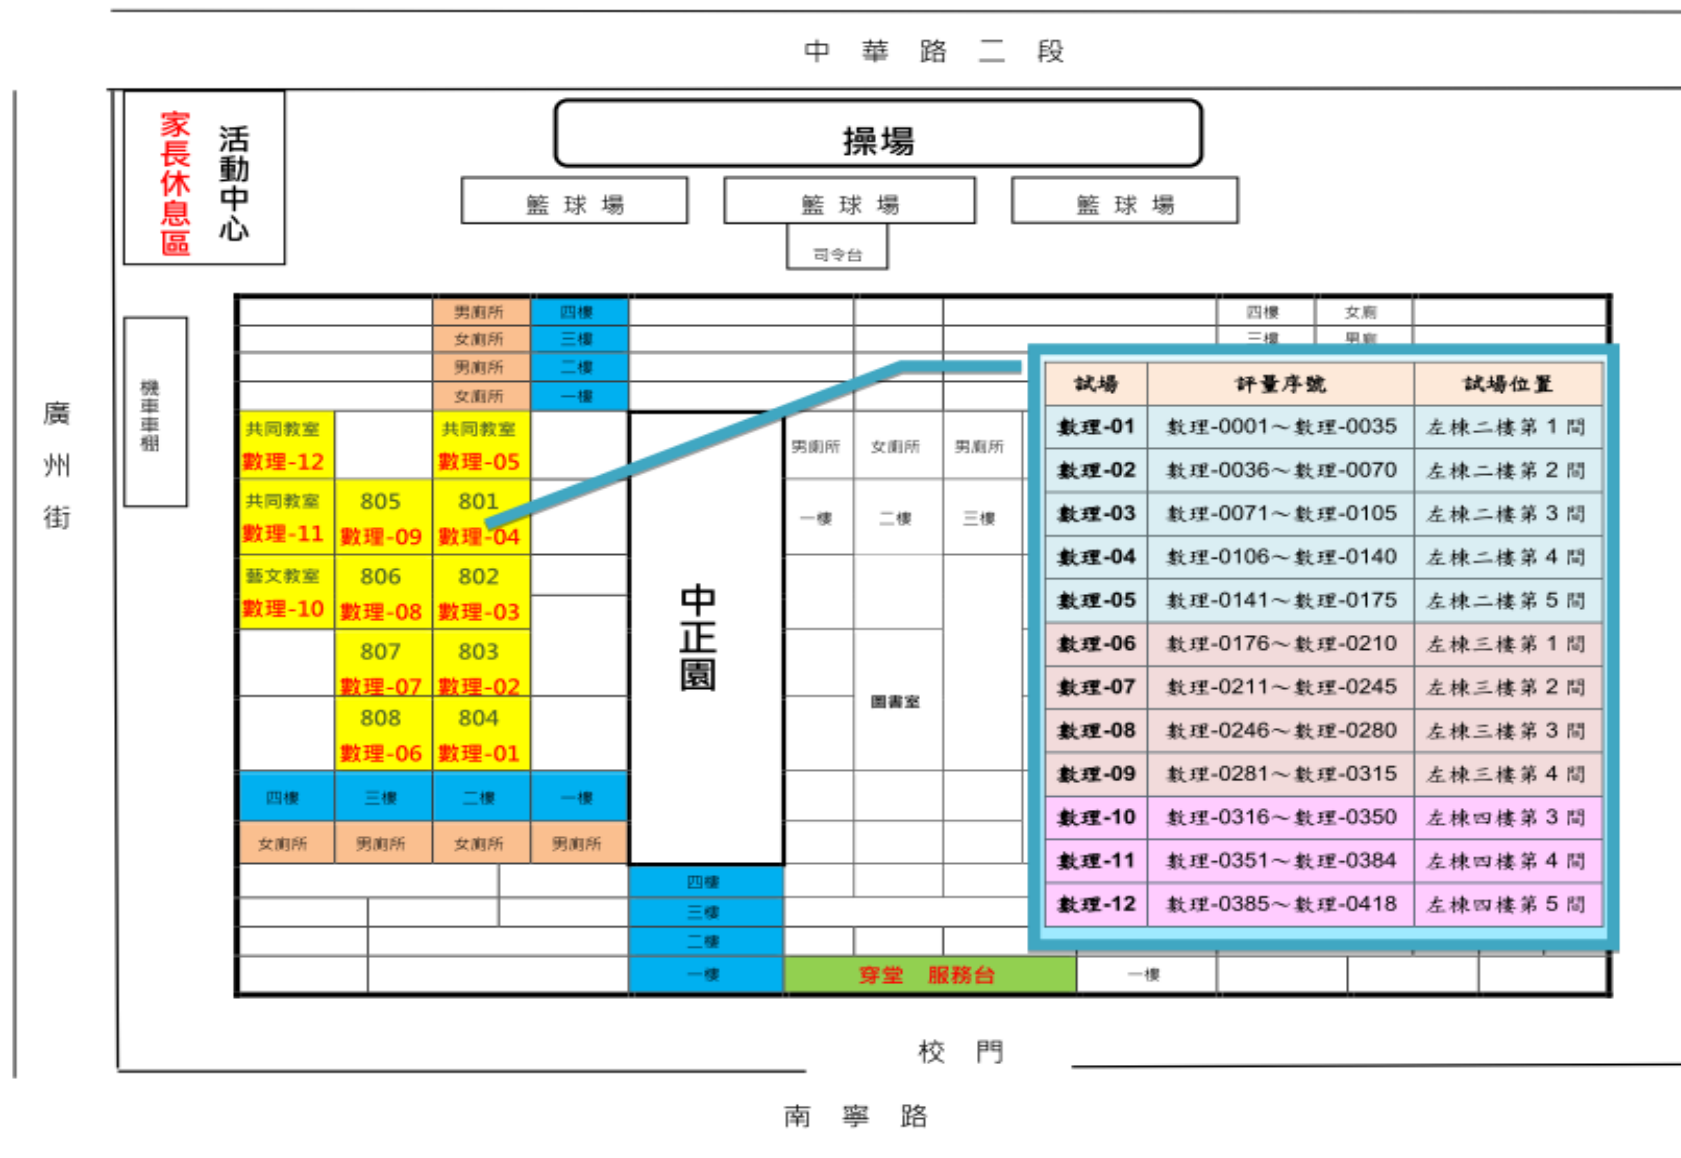 中 華 路 二 段
活動中心
家長休息區
操場
籃 球 場
籃 球 場
籃 球 場
司令台
機車車棚
廣州街
男廁所 四樓 四樓 女廁
女廁所 三樓 三樓 男廁
男廁所 二樓
女廁所 一樓
共同教室 共同教室
數理-12 數理-05
男廁所 女廁所 男廁所
共同教室 805 801
數理-11 數理-09 數理-04
一樓 二樓 三樓
藝文教室 806 802
數理-10 數理-08 數理-03
807 803
數理-07 數理-02
808 804
數理-06 數理-01
中正園
圖書室
四樓 三樓 二樓 一樓
女廁所 男廁所 女廁所 男廁所
四樓
三樓
二樓
一樓 穿堂 服務台 一樓
試場 評量序號 試場位置
數理-01 數理-0001～數理-0035 左棟二樓第 1 間
數理-02 數理-0036～數理-0070 左棟二樓第 2 間
數理-03 數理-0071～數理-0105 左棟二樓第 3 間
數理-04 數理-0106～數理-0140 左棟二樓第 4 間
數理-05 數理-0141～數理-0175 左棟二樓第 5 間
數理-06 數理-0176～數理-0210 左棟三樓第 1 間
數理-07 數理-0211～數理-0245 左棟三樓第 2 間
數理-08 數理-0246～數理-0280 左棟三樓第 3 間
數理-09 數理-0281～數理-0315 左棟三樓第 4 間
數理-10 數理-0316～數理-0350 左棟四樓第 3 間
數理-11 數理-0351～數理-0384 左棟四樓第 4 間
數理-12 數理-0385～數理-0418 左棟四樓第 5 間
校 門
南 寧 路